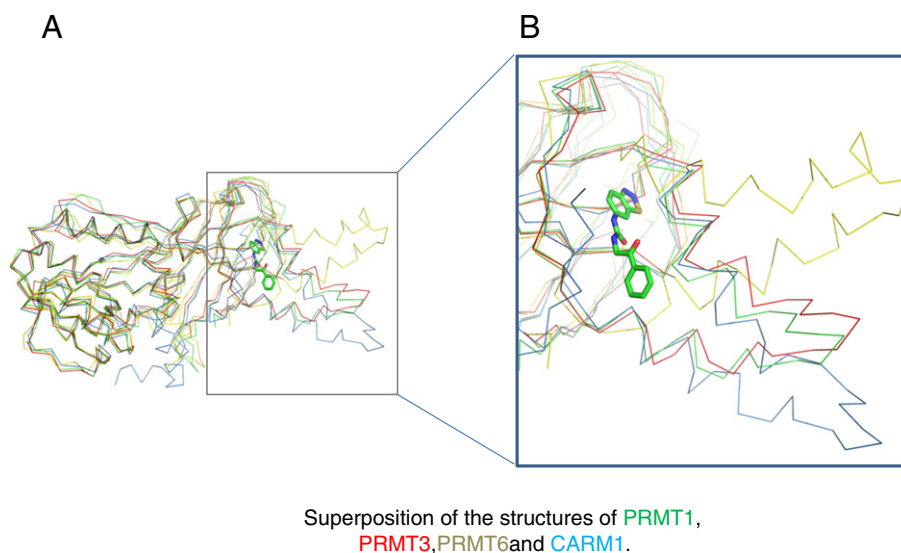 A
B
Superposition of the structures of PRMT1,
PRMT3,PRMT6and CARM1.